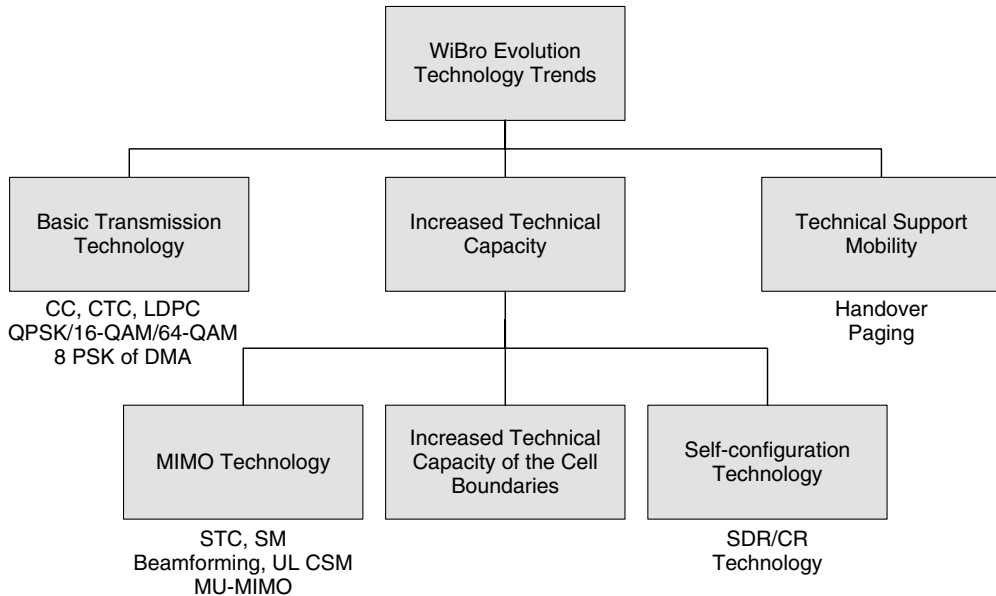 WiBro Evolution
Technology Trends
Basic Transmission
Technology
Increased Technical
Capacity
Technical Support
Mobility
CC, CTC, LDPC
QPSK/16-QAM/64-QAM
8 PSK of DMA
Handover
Paging
MIMO Technology
Increased Technical
Capacity of the Cell
Boundaries
Self-configuration
Technology
STC, SM
Beamforming, UL CSM
MU-MIMO
SDR/CR
Technology